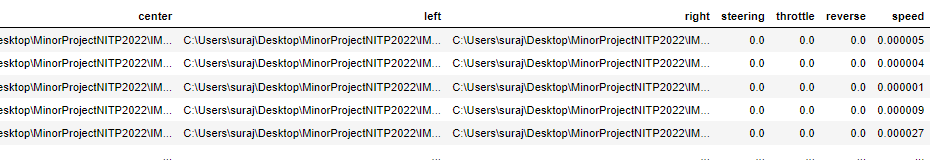 center left right steering throttle reverse speed
esktop\MinorProjectNITP2022\IM... C:\Users\suraj\Desktop\MinorProjectNITP2022\IM... C:\Users\suraj\Desktop\MinorProjectNITP2022\IM... 0.0 0.0 0.0 0.000005
esktop\MinorProjectNITP2022\IM... C:\Users\suraj\Desktop\MinorProjectNITP2022\IM... C:\Users\suraj\Desktop\MinorProjectNITP2022\IM... 0.0 0.0 0.0 0.000004
esktop\MinorProjectNITP2022\IM... C:\Users\suraj\Desktop\MinorProjectNITP2022\IM... C:\Users\suraj\Desktop\MinorProjectNITP2022\IM... 0.0 0.0 0.0 0.000001
esktop\MinorProjectNITP2022\IM... C:\Users\suraj\Desktop\MinorProjectNITP2022\IM... C:\Users\suraj\Desktop\MinorProjectNITP2022\IM... 0.0 0.0 0.0 0.000009
esktop\MinorProjectNITP2022\IM... C:\Users\suraj\Desktop\MinorProjectNITP2022\IM... C:\Users\suraj\Desktop\MinorProjectNITP2022\IM... 0.0 0.0 0.0 0.000027
... ... ... ... ... ... ...